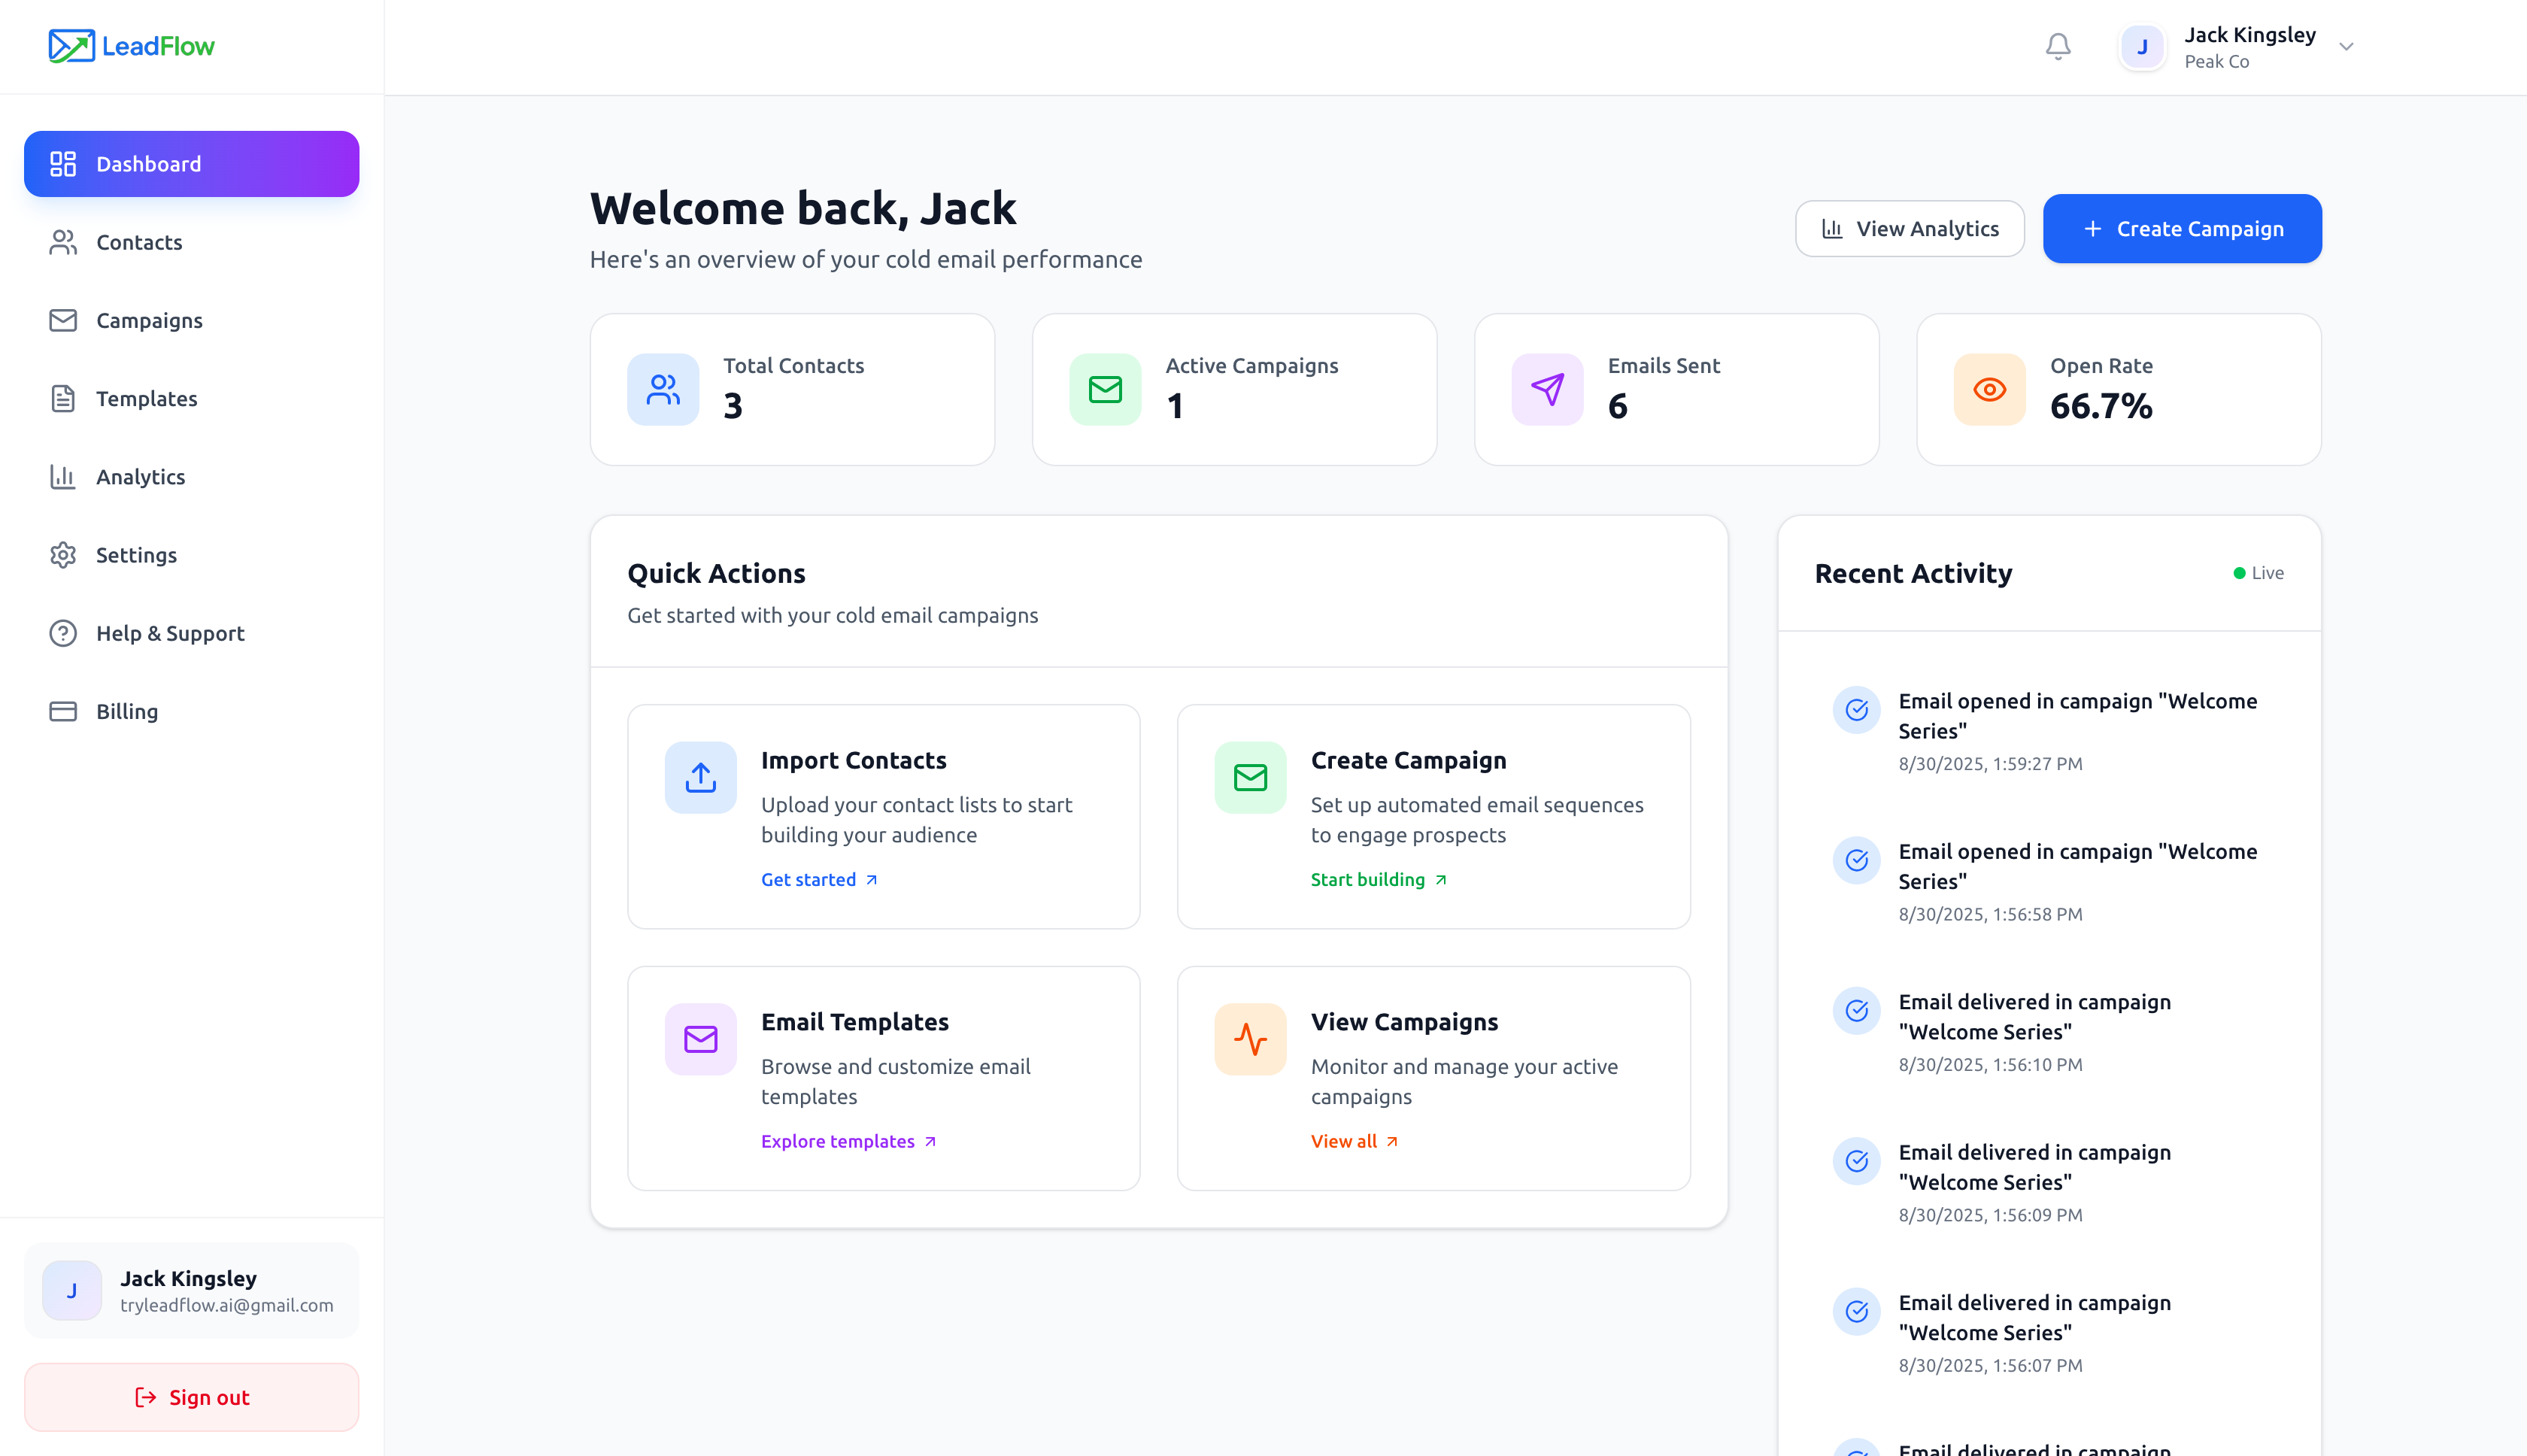 LeadFlow
J
Jack Kingsley
Peak Co
Dashboard
Contacts
Campaigns
Templates
Analytics
Settings
Help & Support
Billing
J
Jack Kingsley
tryleadflow.ai@gmail.com
Sign out
Welcome back, Jack
Here's an overview of your cold email performance
View Analytics
Create Campaign
Total Contacts
3
Active Campaigns
1
Emails Sent
6
Open Rate
66.7%
Quick Actions
Get started with your cold email campaigns
Import Contacts
Upload your contact lists to start
building your audience
Get started
Create Campaign
Set up automated email sequences
to engage prospects
Start building
Email Templates
Browse and customize email
templates
Explore templates
View Campaigns
Monitor and manage your active
campaigns
View all
Recent Activity
Live
Email opened in campaign "Welcome
Series"
8/30/2025, 1:59:27 PM
Email opened in campaign "Welcome
Series"
8/30/2025, 1:56:58 PM
Email delivered in campaign
"Welcome Series"
8/30/2025, 1:56:10 PM
Email delivered in campaign
"Welcome Series"
8/30/2025, 1:56:09 PM
Email delivered in campaign
"Welcome Series"
8/30/2025, 1:56:07 PM
Email delivered in campaign